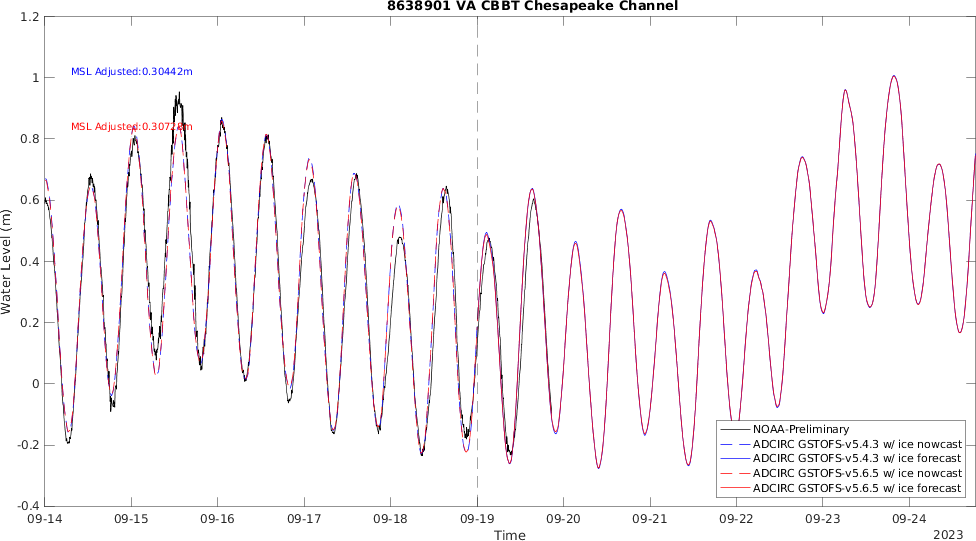 8638901 VA CBBT Chesapeake Channel
1.2
1
0.8
0.6
0.4
0.2
0
-0.2
-0.4
Water Level (m)
MSL Adjusted:0.30442m
MSL Adjusted:0.30728m
NOAA-Preliminary
ADCIRC GSTOFS-v5.4.3 w/ ice nowcast
ADCIRC GSTOFS-v5.4.3 w/ ice forecast
ADCIRC GSTOFS-v5.6.5 w/ ice nowcast
ADCIRC GSTOFS-v5.6.5 w/ ice forecast
09-14 09-15 09-16 09-17 09-18 09-19 09-20 09-21 09-22 09-23 09-24
Time
2023